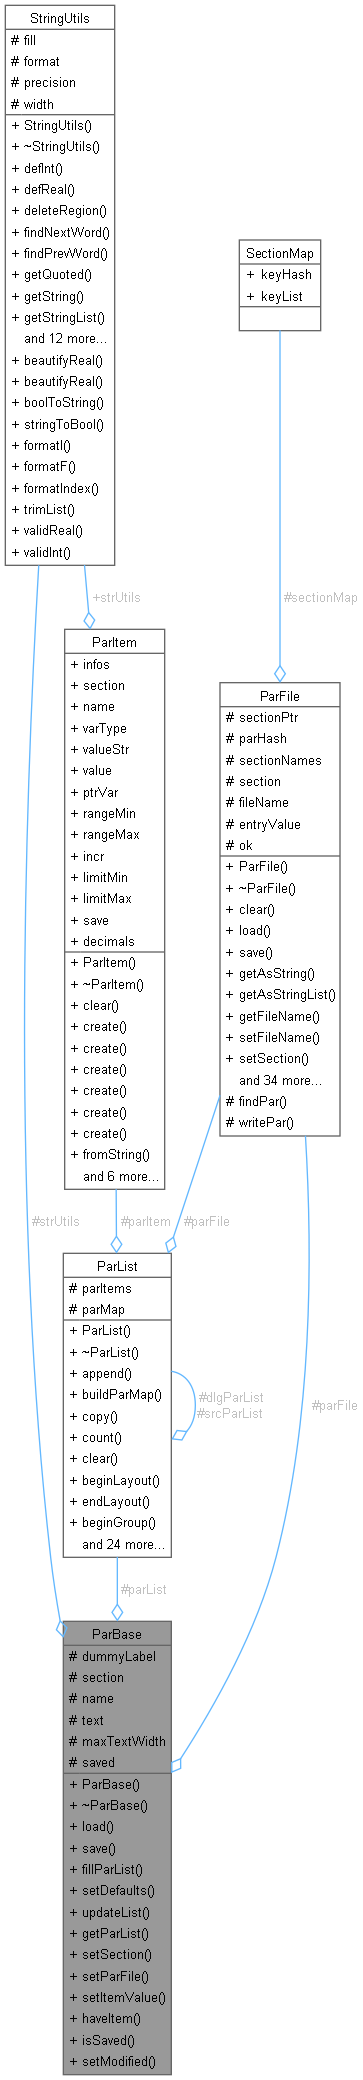 StringUtils
# fill
# format
# precision
# width
+ StringUtils()
+ ~StringUtils()
+ defInt()
+ defReal()
+ deleteRegion()
+ findNextWord()
+ findPrevWord()
+ getQuoted()
+ getString()
+ getStringList()
and 12 more...
+ beautifyReal()
+ beautifyReal()
+ boolToString()
+ stringToBool()
+ formatI()
+ formatF()
+ formatIndex()
+ trimList()
+ validReal()
+ validInt()
SectionMap
+ keyHash
+ keyList
+strUtils
#sectionMap
ParItem
+ infos
+ section
+ name
+ varType
+ valueStr
+ value
+ ptrVar
+ rangeMin
+ rangeMax
+ incr
+ limitMin
+ limitMax
+ save
+ decimals
+ ParItem()
+ ~ParItem()
+ clear()
+ create()
+ create()
+ create()
+ create()
+ create()
+ create()
+ fromString()
and 6 more...
ParFile
# sectionPtr
# parHash
# sectionNames
# section
# fileName
# entryValue
# ok
+ ParFile()
+ ~ParFile()
+ clear()
+ load()
+ save()
+ getAsString()
+ getAsStringList()
+ getFileName()
+ setFileName()
+ setSection()
and 34 more...
# findPar()
# writePar()
#strUtils
#parItem
#parFile
ParList
# parItems
# parMap
+ ParList()
+ ~ParList()
+ append()
+ buildParMap()
+ copy()
+ count()
+ clear()
+ beginLayout()
+ endLayout()
+ beginGroup()
and 24 more...
#dlgParList
#srcParList
#parFile
#parList
ParBase
# dummyLabel
# section
# name
# text
# maxTextWidth
# saved
+ ParBase()
+ ~ParBase()
+ load()
+ save()
+ fillParList()
+ setDefaults()
+ updateList()
+ getParList()
+ setSection()
+ setParFile()
+ setItemValue()
+ haveItem()
+ isSaved()
+ setModified()